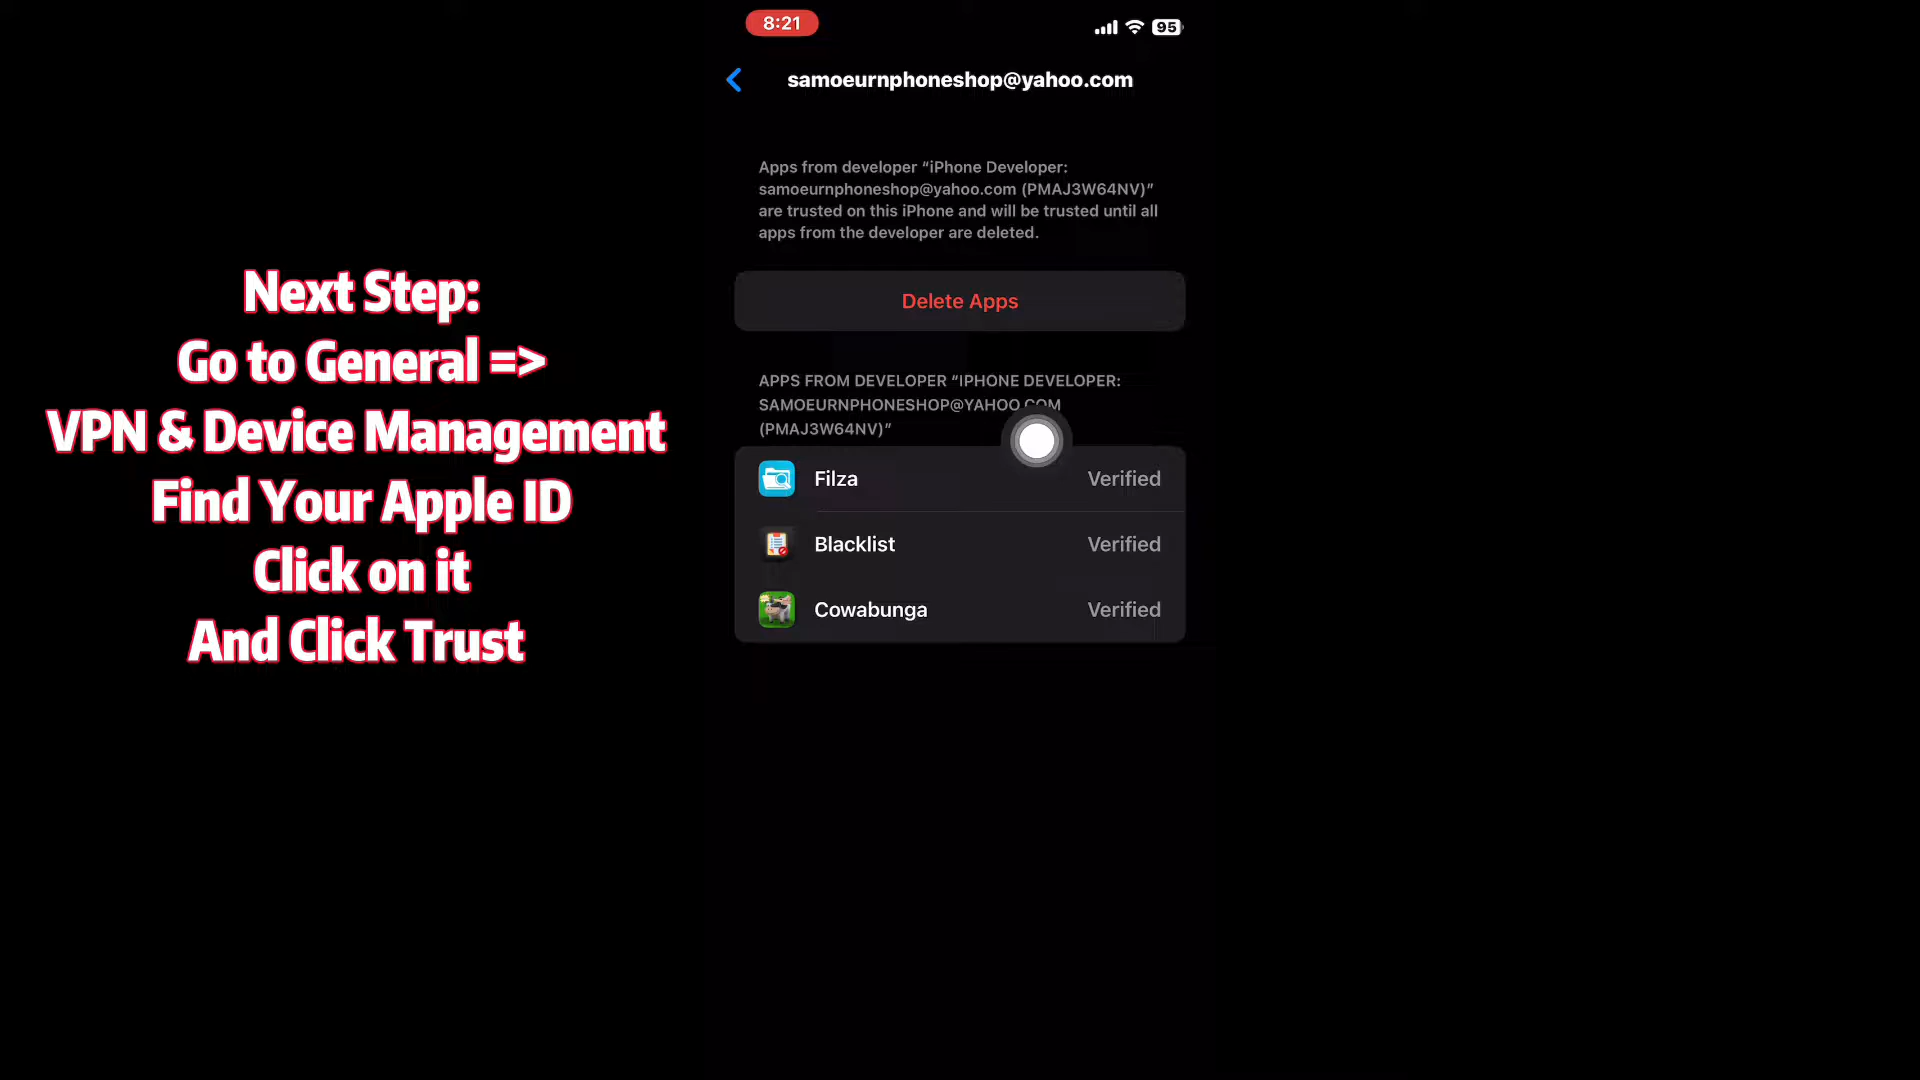 8:21
95
samoeurnphoneshop@yahoo.com
Apps from developer “iPhone Developer:
samoeurnphoneshop@yahoo.com (PMAJ3W64NV)”
are trusted on this iPhone and will be trusted until all
apps from the developer are deleted.
Delete Apps
APPS FROM DEVELOPER “IPHONE DEVELOPER:
SAMOEURNPHONESHOP@YAHOO.COM
(PMAJ3W64NV)”
Filza Verified
Blacklist Verified
Cowabunga Verified
Next Step:
Go to General =>
VPN & Device Management
Find Your Apple ID
Click on it
And Click Trust